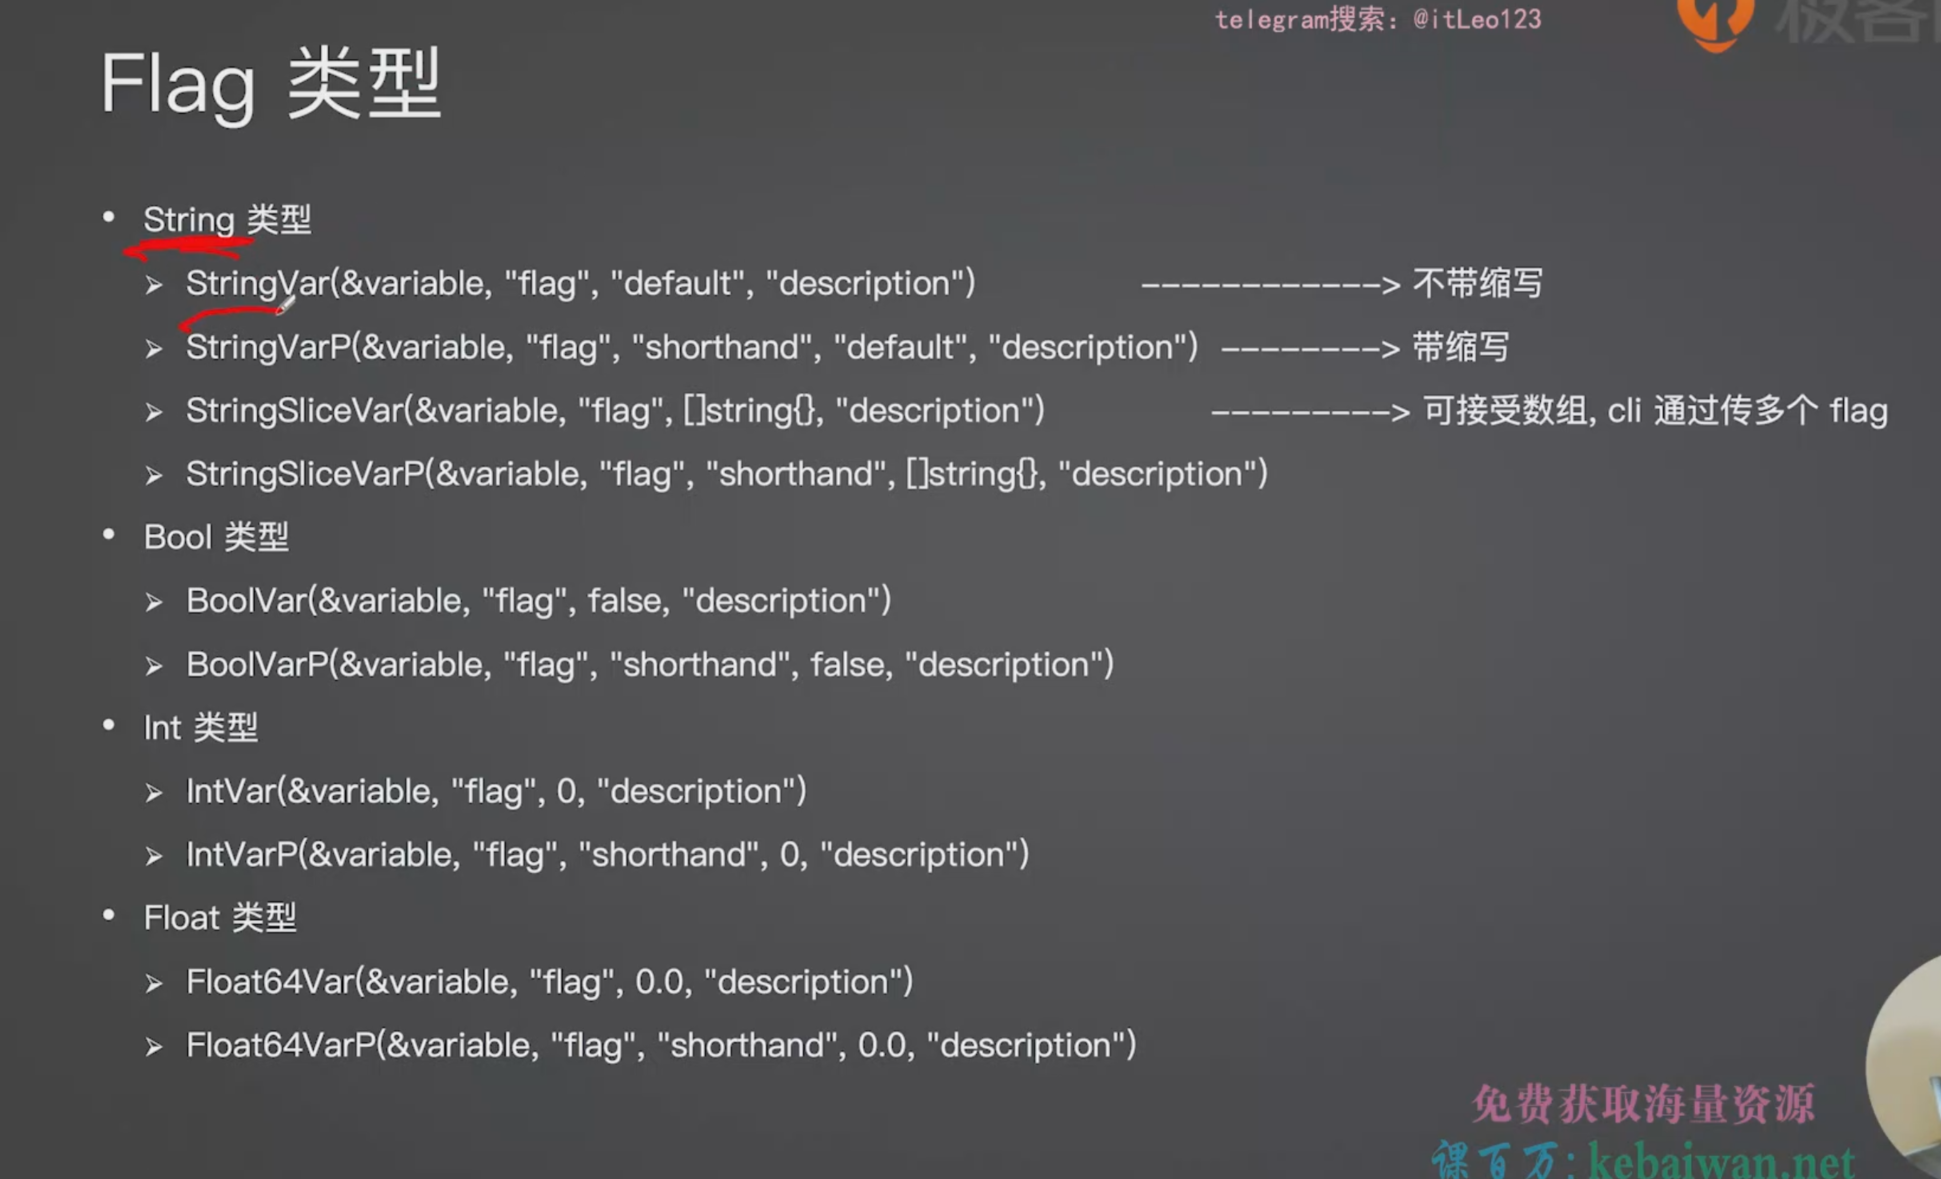 telegram搜索：@itLeo123
极客
Flag 类型
• String 类型
➢ StringVar(&variable, "flag", "default", "description") ------------> 不带缩写
➢ StringVarP(&variable, "flag", "shorthand", "default", "description") --------> 带缩写
➢ StringSliceVar(&variable, "flag", []string{}, "description") ---------> 可接受数组, cli 通过传多个 flag
➢ StringSliceVarP(&variable, "flag", "shorthand", []string{}, "description")
• Bool 类型
➢ BoolVar(&variable, "flag", false, "description")
➢ BoolVarP(&variable, "flag", "shorthand", false, "description")
• Int 类型
➢ IntVar(&variable, "flag", 0, "description")
➢ IntVarP(&variable, "flag", "shorthand", 0, "description")
• Float 类型
➢ Float64Var(&variable, "flag", 0.0, "description")
➢ Float64VarP(&variable, "flag", "shorthand", 0.0, "description")
免费获取海量资源
课百万：kebaiwan.net